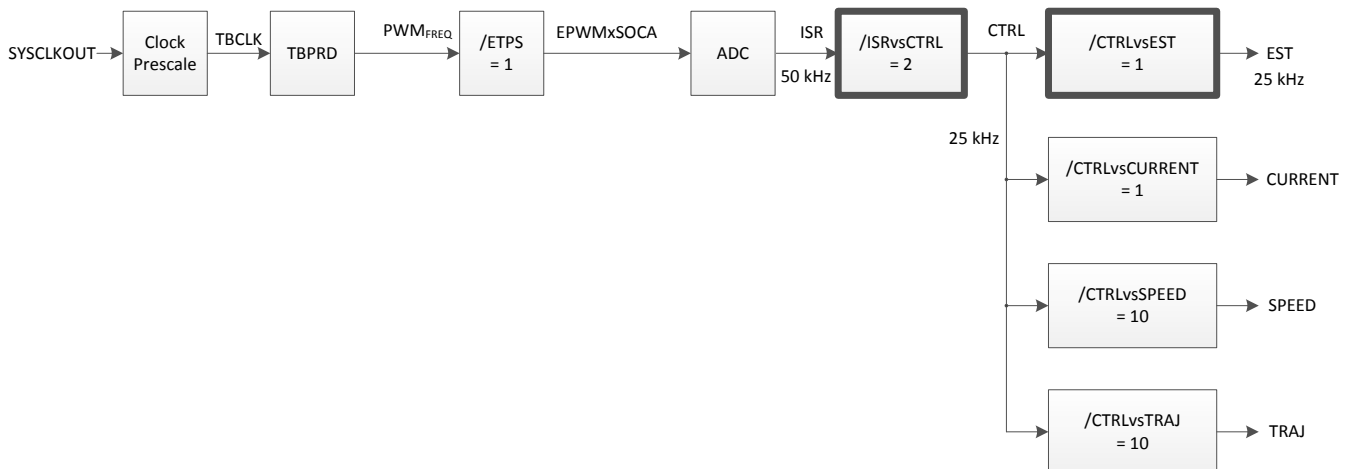 SYSCLKOUT
Clock
Prescale
TBCLK
TBPRD
PWMFREQ
/ETPS
= 1
EPWMxSOCA
ADC
ISR
50 kHz
/ISRvsCTRL
= 2
CTRL
25 kHz
/CTRLvsEST
= 1
EST
25 kHz
/CTRLvsCURRENT
= 1
CURRENT
/CTRLvsSPEED
= 10
SPEED
/CTRLvsTRAJ
= 10
TRAJ